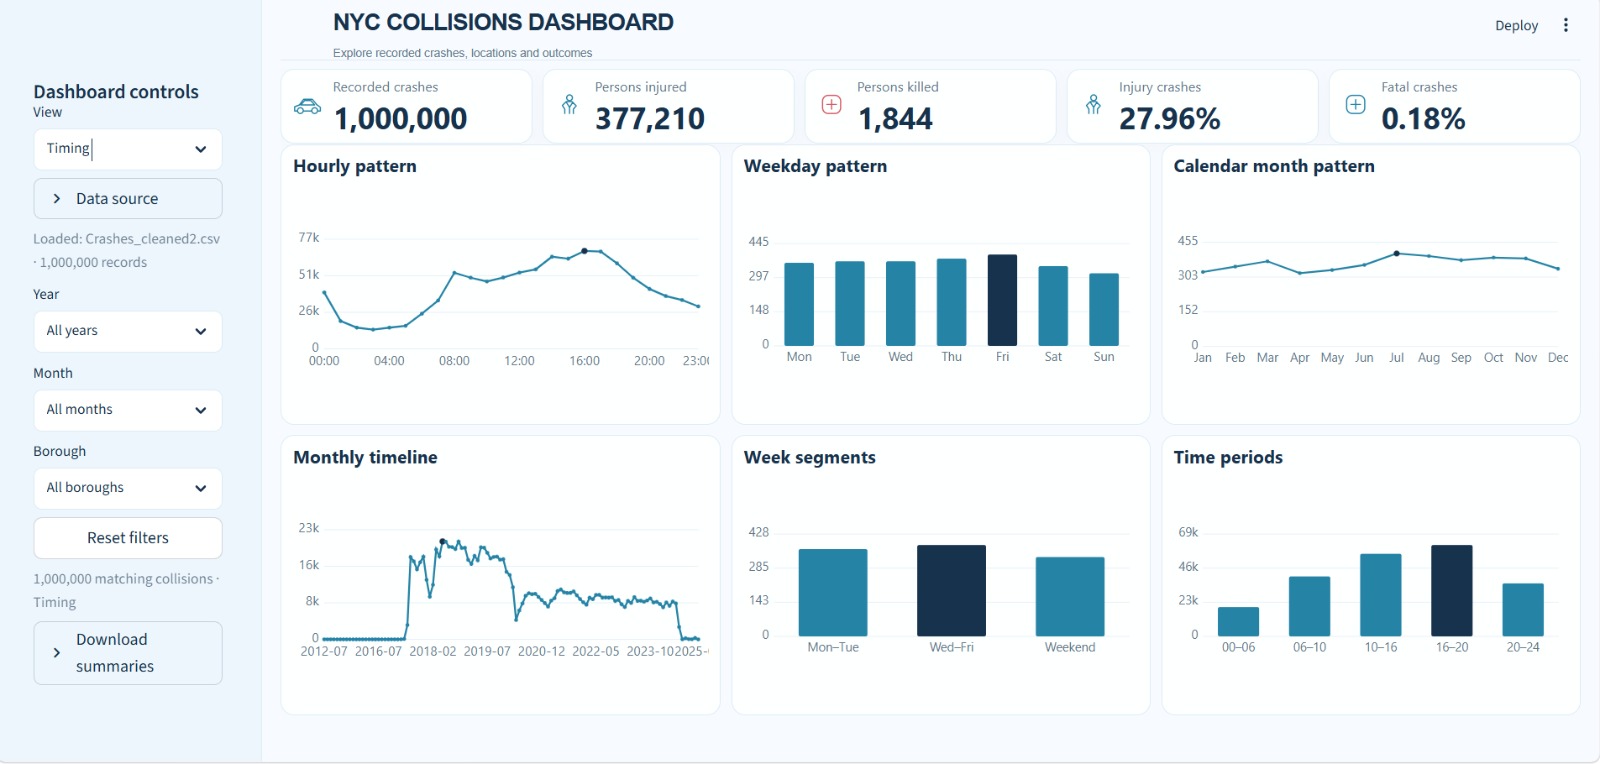 NYC COLLISIONS DASHBOARD
Explore recorded crashes, locations and outcomes
Deploy
Dashboard controls
View
Timing
Data source
Loaded: Crashes_cleaned2.csv
· 1,000,000 records
Year
All years
Month
All months
Borough
All boroughs
Reset filters
1,000,000 matching collisions ·
Timing
Download
summaries
Recorded crashes
1,000,000
Persons injured
377,210
Persons killed
1,844
Injury crashes
27.96%
Fatal crashes
0.18%
Hourly pattern
77k
51k
26k
0
00:00 04:00 08:00 12:00 16:00 20:00 23:00
Weekday pattern
445
297
148
0
Mon Tue Wed Thu Fri Sat Sun
Calendar month pattern
455
303
152
0
Jan Feb Mar Apr May Jun Jul Aug Sep Oct Nov Dec
Monthly timeline
23k
16k
8k
0
2012-07 2016-07 2018-02 2019-07 2020-12 2022-05 2023-10 2025-
Week segments
428
285
143
0
Mon–Tue Wed–Fri Weekend
Time periods
69k
46k
23k
0
00–06 06–10 10–16 16–20 20–24